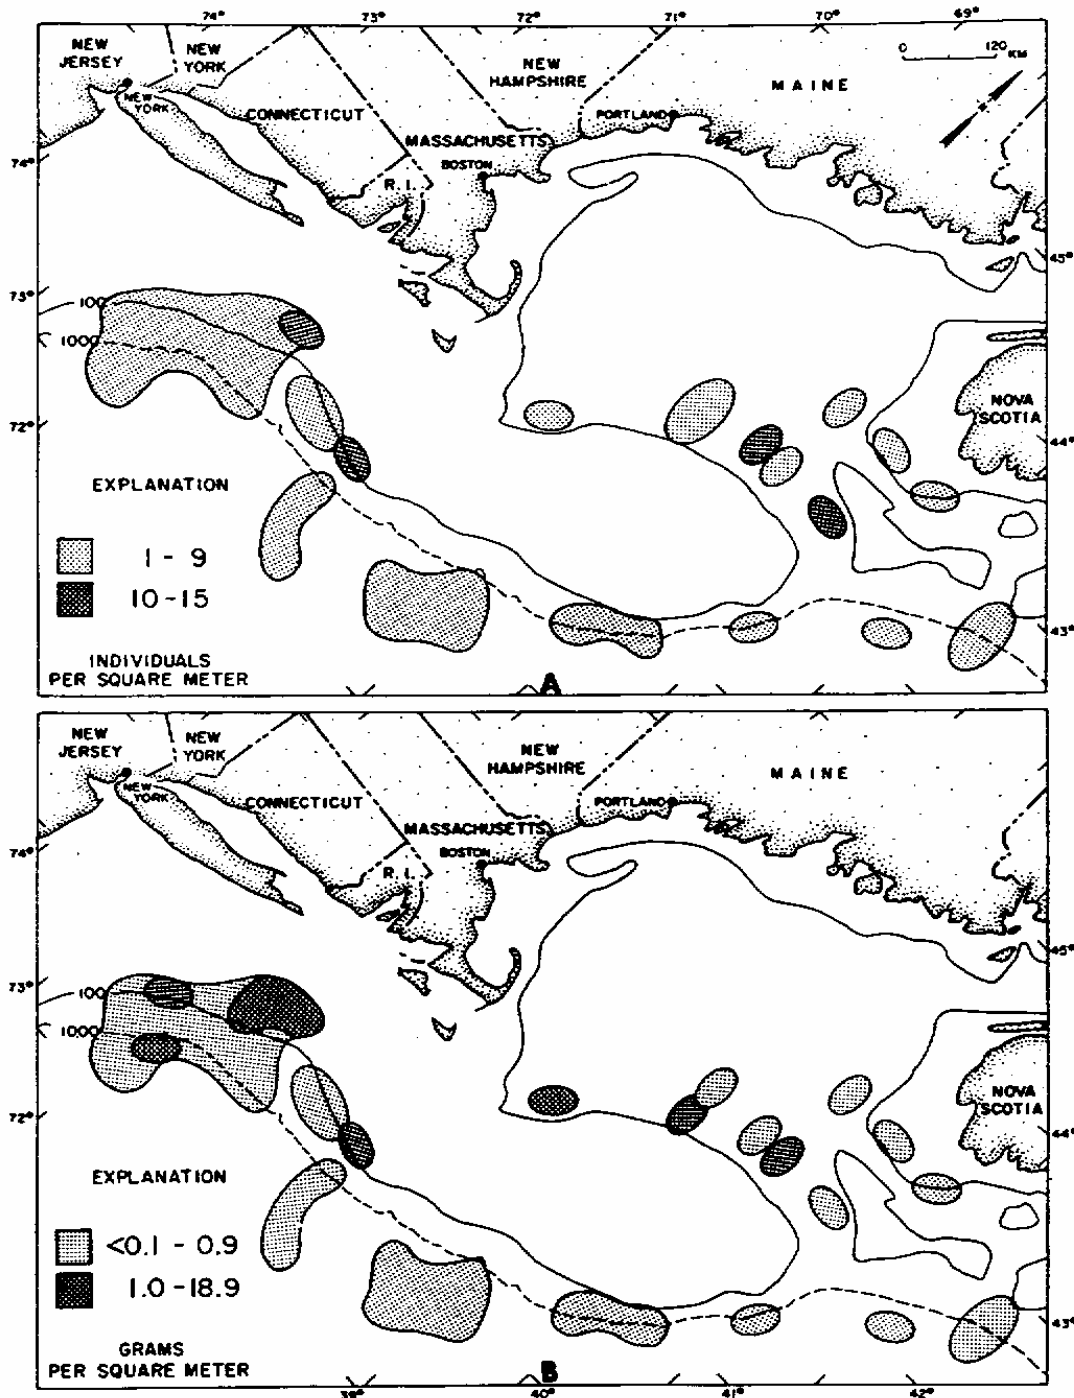 74° 73° 72° 71° 70° 69°
NEW JERSEY
NEW YORK
NEW YORK
CONNECTICUT
MASSACHUSETTS
BOSTON
R. I.
NEW HAMPSHIRE
PORTLAND
MAINE
0 120 KM
74°
73°
72°
45°
44°
43°
100
1000
NOVA SCOTIA
EXPLANATION
1 - 9
10 - 15
INDIVIDUALS
PER SQUARE METER
A
NEW JERSEY
NEW YORK
NEW YORK
CONNECTICUT
MASSACHUSETTS
BOSTON
R. I.
NEW HAMPSHIRE
PORTLAND
MAINE
74°
73°
72°
45°
44°
43°
100
1000
NOVA SCOTIA
EXPLANATION
<0.1 - 0.9
1.0 - 18.9
GRAMS
PER SQUARE METER
B
39° 40° 41° 42°